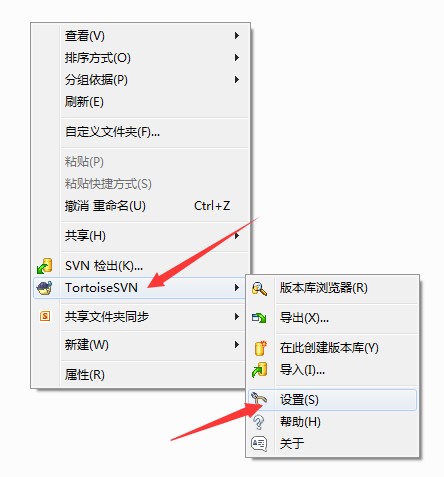 查看(V)
排序方式(O)
分组依据(P)
刷新(E)
自定义文件夹(F)...
粘贴(P)
粘贴快捷方式(S)
撤消 重命名(U) Ctrl+Z
共享(H)
SVN 检出(K)...
TortoiseSVN
共享文件夹同步
新建(W)
属性(R)
版本库浏览器(R)
导出(X)...
在此创建版本库(Y)
导入(I)...
设置(S)
帮助(H)
关于